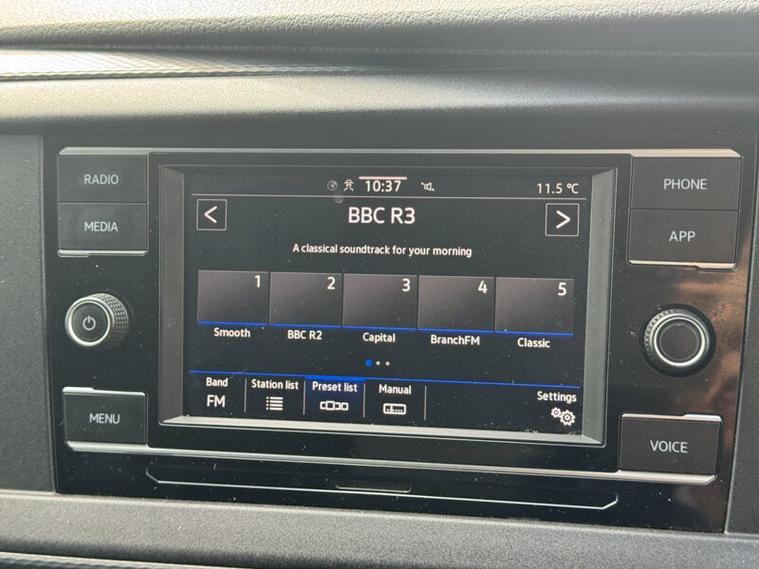 RADIO
MEDIA
MENU
10:37
11.5 °C
<
BBC R3
>
A classical soundtrack for your morning
1
2
3
4
5
Smooth
BBC R2
Capital
BranchFM
Classic
Band
FM
Station list
Preset list
Manual
Settings
PHONE
APP
VOICE